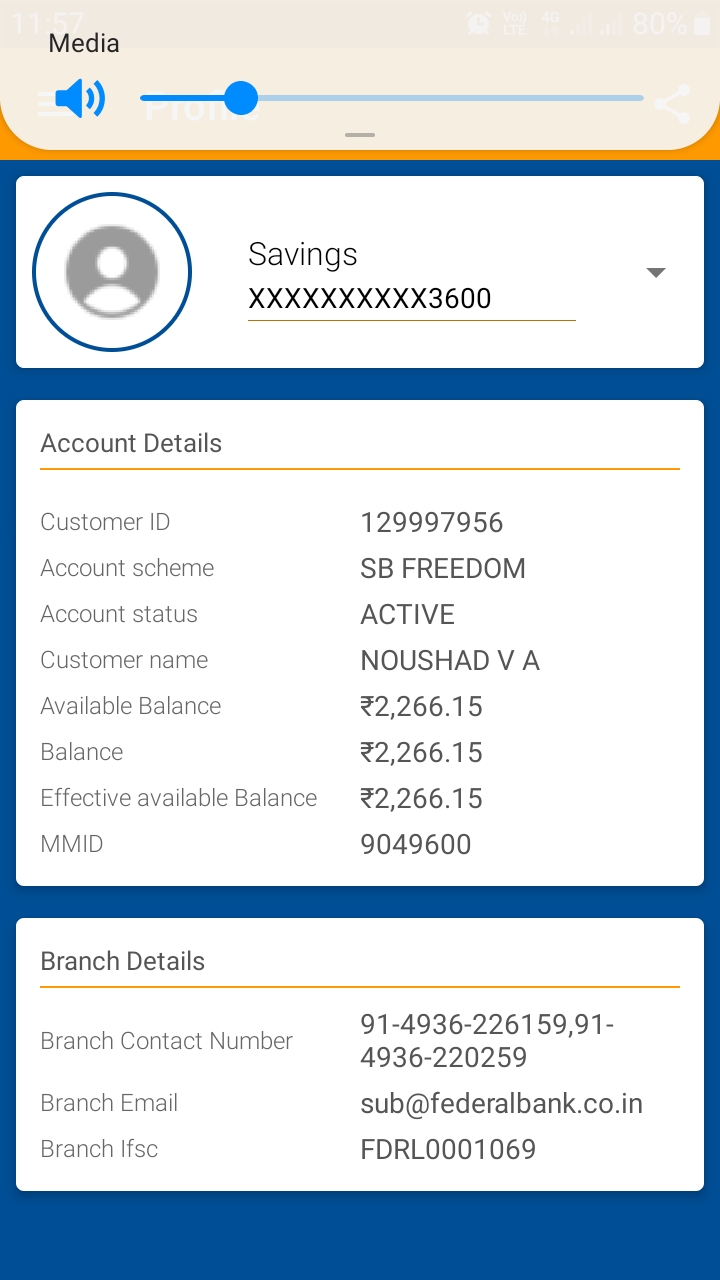 11:57
Vo)) 4G 80%
LTE
Media
Profile
Savings
XXXXXXXXXX3600
Account Details
Customer ID 129997956
Account scheme SB FREEDOM
Account status ACTIVE
Customer name NOUSHAD V A
Available Balance ₹2,266.15
Balance ₹2,266.15
Effective available Balance ₹2,266.15
MMID 9049600
Branch Details
Branch Contact Number 91-4936-226159,91-
4936-220259
Branch Email sub@federalbank.co.in
Branch Ifsc FDRL0001069